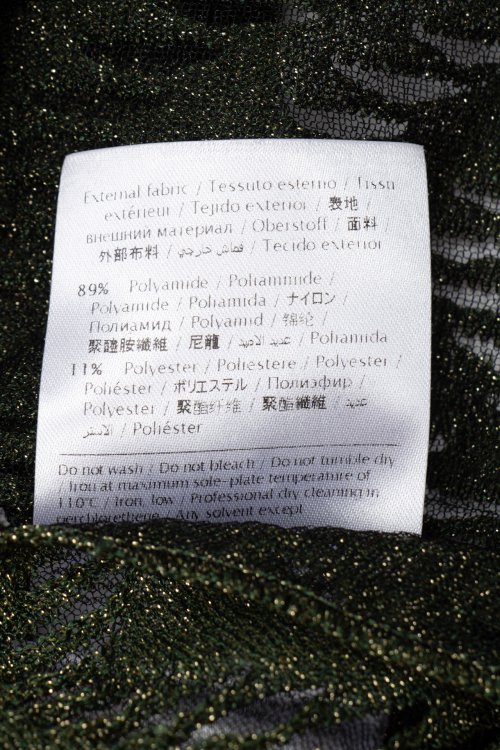 External fabric / Tessuto esterno / Tissu
extérieur / Tejido exterior / 表地 /
внешний материал / Oberstoff / 面料 /
外部布料 / قماش خارجي / Tecido exterior
89% Polyamide / Poliammide /
Polyamide / Poliamida / ナイロン /
Полиамид / Polyamid / 锦纶 /
聚醯胺纖維 / 尼龍 / عديد الاميد / Poliamida
11% Polyester / Poliestere / Polyester /
Poliéster / ポリエステル / Полиэфир /
Polyester / 聚酯纤维 / 聚酯纖維 / عديد
الاستر / Poliéster
Do not wash / Do not bleach / Do not tumble dry
/ Iron at maximum sole-plate temperature of
110°C / Iron, low / Professional dry cleaning in
perchlorethene / Any solvent except